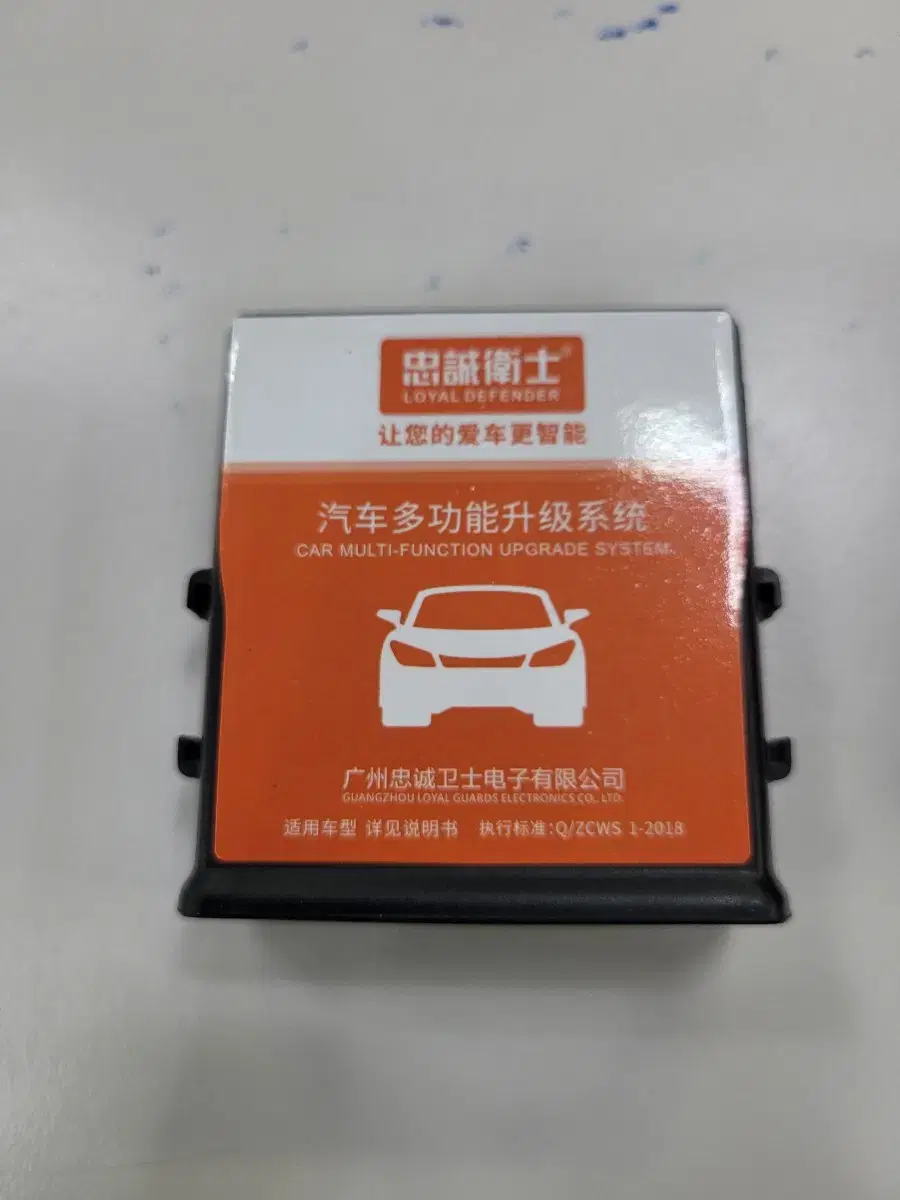 忠誠衛士®
LOYAL DEFENDER
让您的爱车更智能
汽车多功能升级系统
CAR MULTI-FUNCTION UPGRADE SYSTEM
广州忠诚卫士电子有限公司
GUANGZHOU LOYAL GUARDS ELECTRONICS CO., LTD.
适用车型 详见说明书 执行标准:Q/ZCWS 1-2018